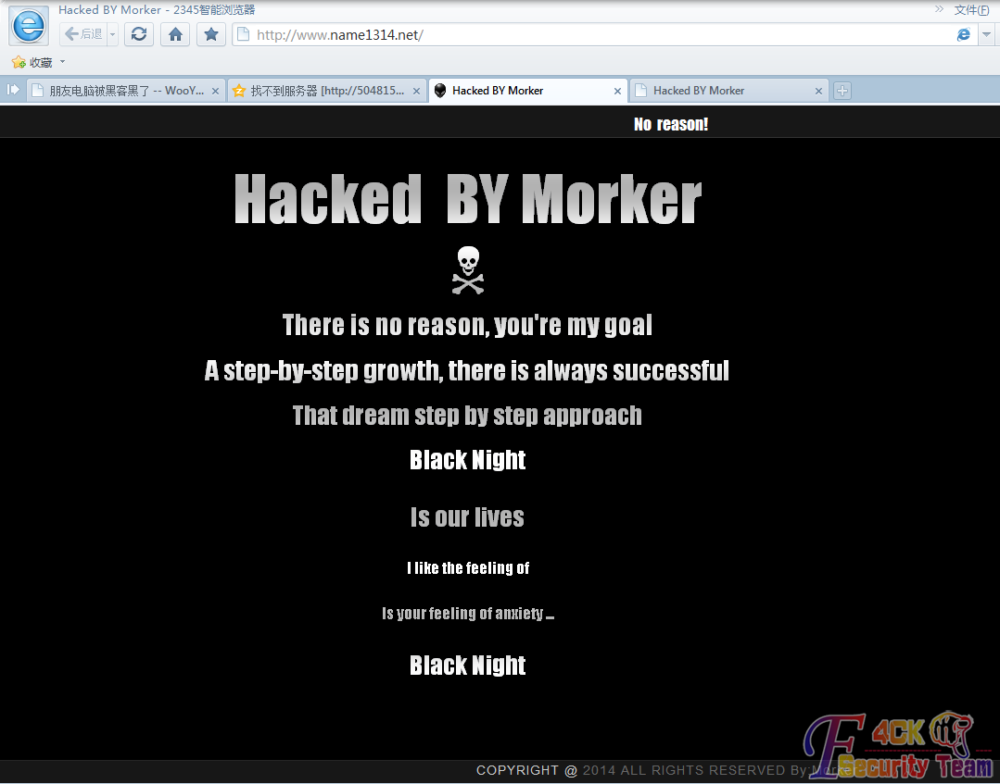 Hacked BY Morker - 2345智能浏览器
» 文件(F)
后退
http://www.name1314.net/
收藏
朋友电脑被黑客黑了 -- WooY...
找不到服务器 [http://504815...
Hacked BY Morker
Hacked BY Morker
No reason!
Hacked BY Morker
There is no reason, you're my goal
A step-by-step growth, there is always successful
That dream step by step approach
Black Night
Is our lives
I like the feeling of
Is your feeling of anxiety ...
Black Night
F4CK
Security Team
COPYRIGHT @ 2014 ALL RIGHTS RESERVED By Morker